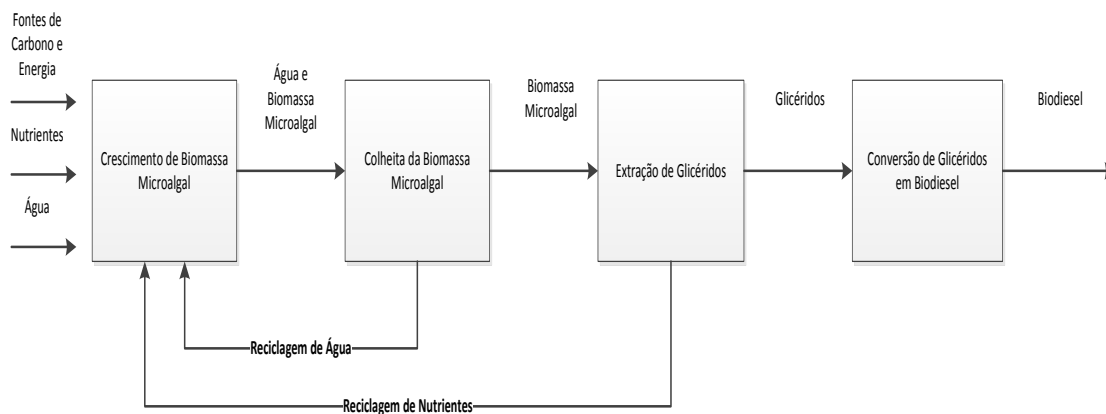 Fontes de
Carbono e
Energia
Nutrientes
Água
Crescimento de Biomassa
Microalgal
Água e
Biomassa
Microalgal
Colheita da Biomassa
Microalgal
Biomassa
Microalgal
Extração de Glicéridos
Glicéridos
Conversão de Glicéridos
em Biodiesel
Biodiesel
Reciclagem de Água
Reciclagem de Nutrientes